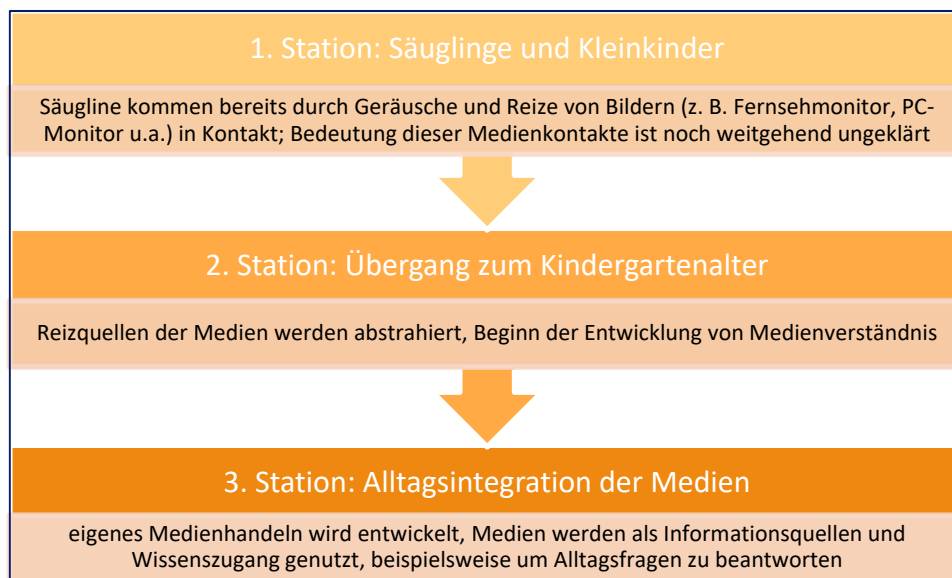 1. Station: Säuglinge und Kleinkinder
Säugline kommen bereits durch Geräusche und Reize von Bildern (z. B. Fernsehmonitor, PC-
Monitor u.a.) in Kontakt; Bedeutung dieser Medienkontakte ist noch weitgehend ungeklärt
2. Station: Übergang zum Kindergartenalter
Reizquellen der Medien werden abstrahiert, Beginn der Entwicklung von Medienverständnis
3. Station: Alltagsintegration der Medien
eigenes Medienhandeln wird entwickelt, Medien werden als Informationsquellen und
Wissenszugang genutzt, beispielsweise um Alltagsfragen zu beantworten